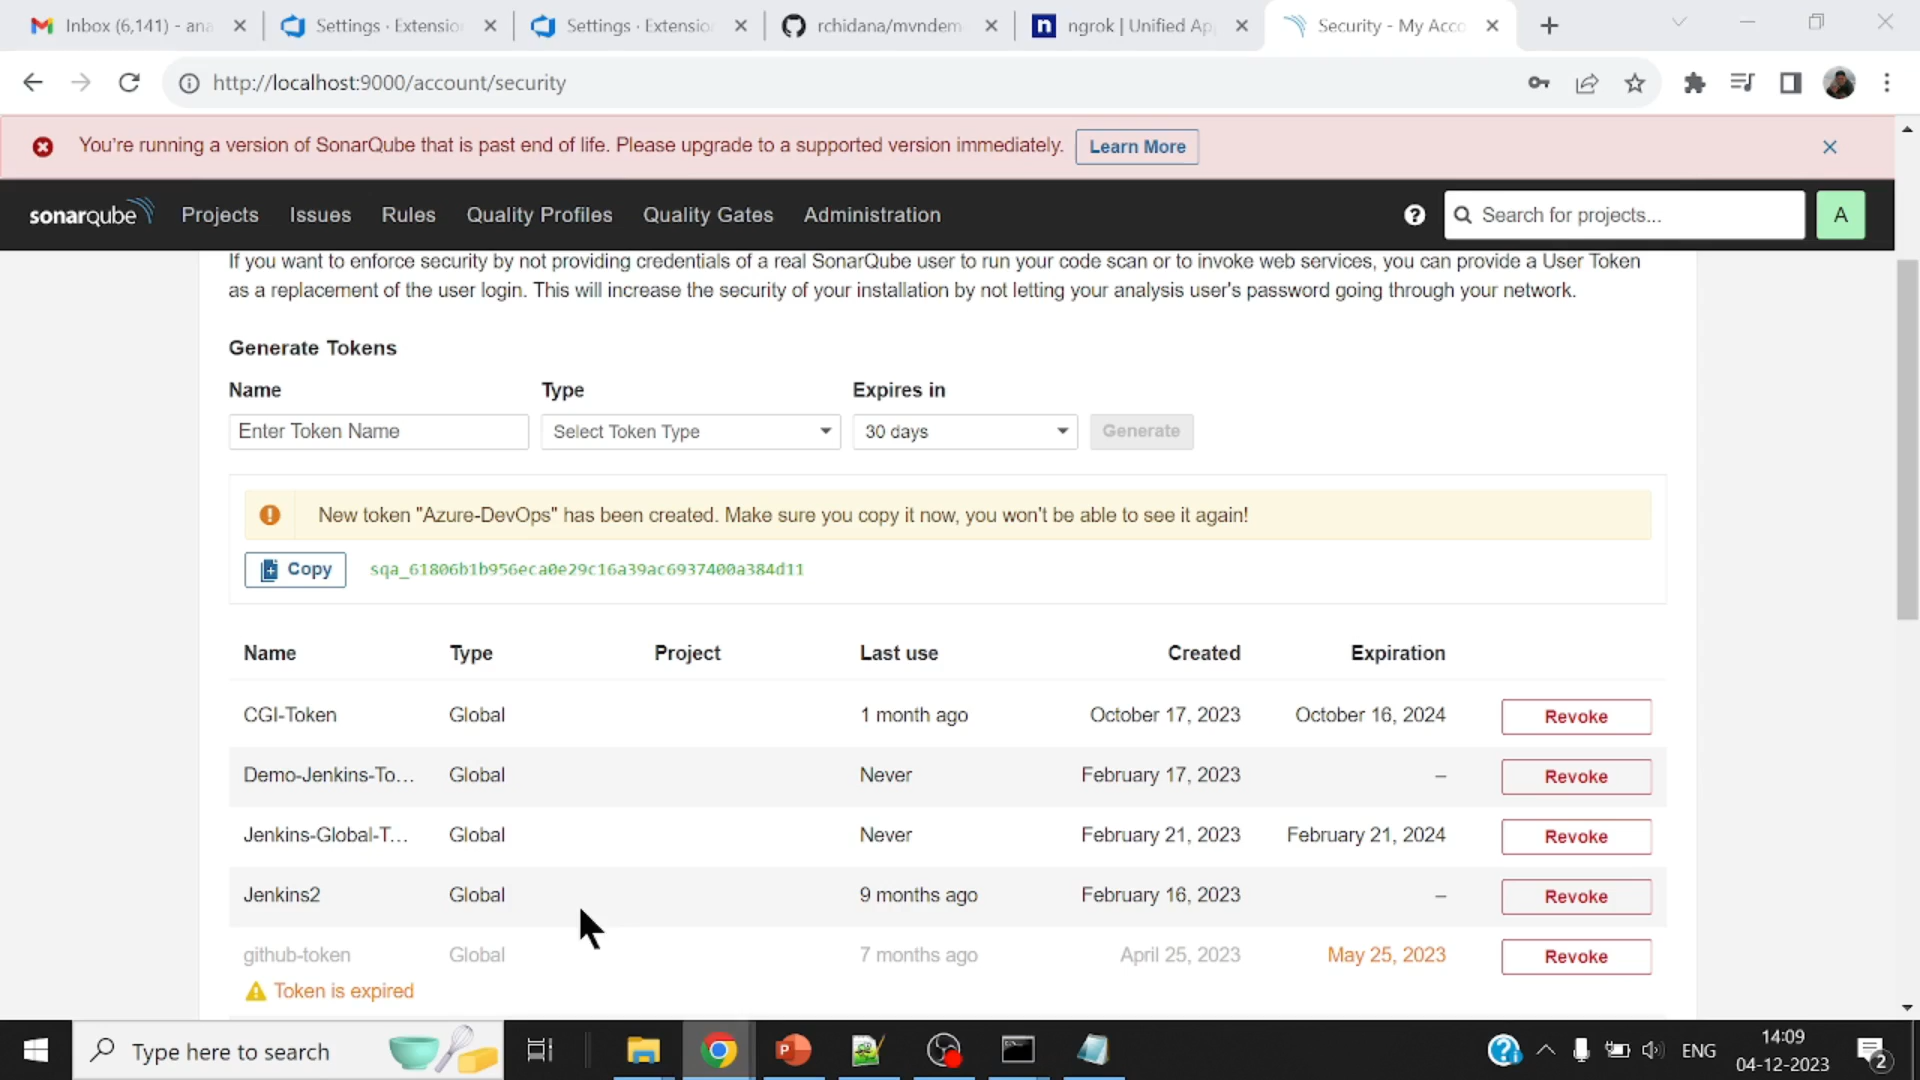 Inbox (6,141) - ana
Settings · Extensio
Settings · Extensio
rchidana/mvndem
ngrok | Unified Ap
Security - My Acco
http://localhost:9000/account/security
You're running a version of SonarQube that is past end of life. Please upgrade to a supported version immediately.
Learn More
sonarqube
Projects
Issues
Rules
Quality Profiles
Quality Gates
Administration
Search for projects...
A
If you want to enforce security by not providing credentials of a real SonarQube user to run your code scan or to invoke web services, you can provide a User Token
as a replacement of the user login. This will increase the security of your installation by not letting your analysis user's password going through your network.
Generate Tokens
Name Type Expires in
Enter Token Name Select Token Type 30 days Generate
New token "Azure-DevOps" has been created. Make sure you copy it now, you won't be able to see it again!
Copy sqa_61806b1b956eca0e29c16a39ac6937400a384d11
Name Type Project Last use Created Expiration
CGI-Token Global 1 month ago October 17, 2023 October 16, 2024 Revoke
Demo-Jenkins-To... Global Never February 17, 2023 – Revoke
Jenkins-Global-T... Global Never February 21, 2023 February 21, 2024 Revoke
Jenkins2 Global 9 months ago February 16, 2023 – Revoke
github-token Global 7 months ago April 25, 2023 May 25, 2023 Revoke
Token is expired
Type here to search
ENG
14:09
04-12-2023
2